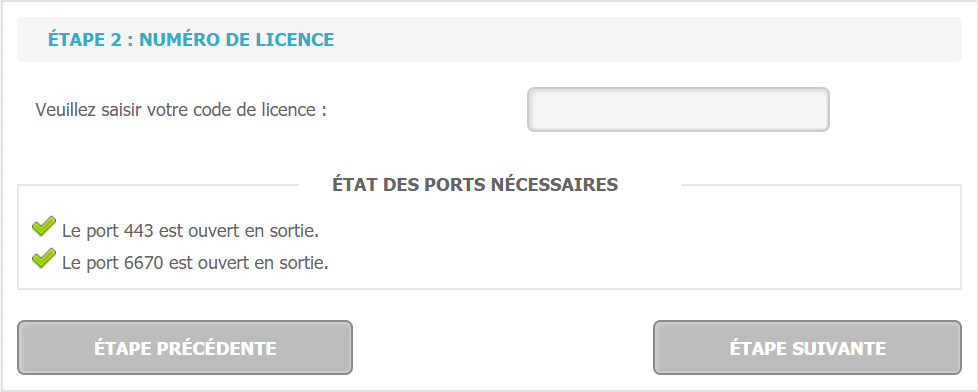 ÉTAPE 2 : NUMÉRO DE LICENCE
Veuillez saisir votre code de licence :
ÉTAT DES PORTS NÉCESSAIRES
Le port 443 est ouvert en sortie.
Le port 6670 est ouvert en sortie.
ÉTAPE PRÉCÉDENTE
ÉTAPE SUIVANTE